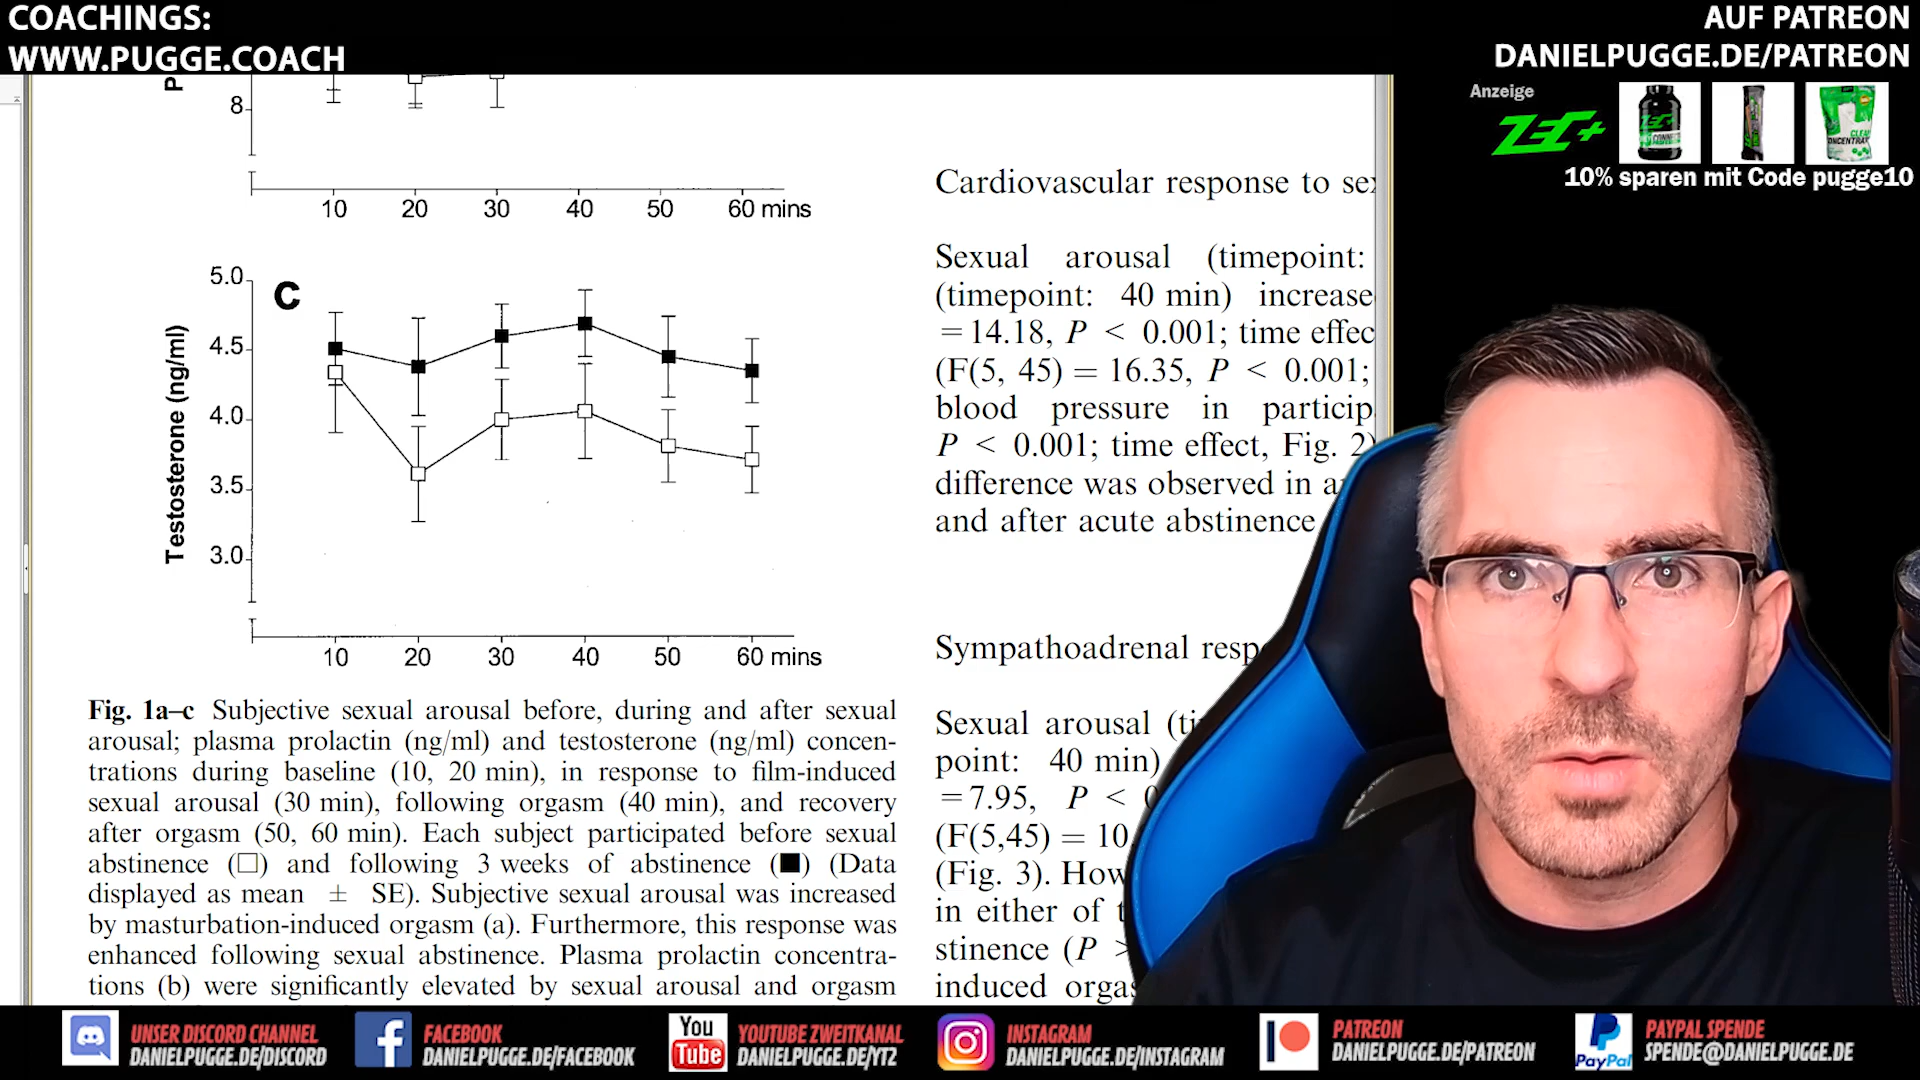 COACHINGS:
WWW.PUGGE.COACH
AUF PATREON
DANIELPUGGE.DE/PATREON
Anzeige
ZEC+
10% sparen mit Code pugge10
P
8
10 20 30 40 50 60 mins
C
Testosterone (ng/ml)
5.0
4.5
4.0
3.5
3.0
10 20 30 40 50 60 mins
Fig. 1a–c Subjective sexual arousal before, during and after sexual
arousal; plasma prolactin (ng/ml) and testosterone (ng/ml) concen-
trations during baseline (10, 20 min), in response to film-induced
sexual arousal (30 min), following orgasm (40 min), and recovery
after orgasm (50, 60 min). Each subject participated before sexual
abstinence (□) and following 3 weeks of abstinence (■) (Data
displayed as mean ± SE). Subjective sexual arousal was increased
by masturbation-induced orgasm (a). Furthermore, this response was
enhanced following sexual abstinence. Plasma prolactin concentra-
tions (b) were significantly elevated by sexual arousal and orgasm
Cardiovascular response to sex
Sexual arousal (timepoint:
(timepoint: 40 min) increase
=14.18, P < 0.001; time effec
(F(5, 45) = 16.35, P < 0.001;
blood pressure in particip
P < 0.001; time effect, Fig. 2)
difference was observed in a
and after acute abstinence
Sympathoadrenal resp
Sexual arousal (ti
point: 40 min)
=7.95, P < 0
(F(5,45) = 10
(Fig. 3). How
in either of t
stinence (P >
induced orgas
UNSER DISCORD CHANNEL
DANIELPUGGE.DE/DISCORD
FACEBOOK
DANIELPUGGE.DE/FACEBOOK
You
Tube
YOUTUBE ZWEITKANAL
DANIELPUGGE.DE/YT2
INSTAGRAM
DANIELPUGGE.DE/INSTAGRAM
PATREON
DANIELPUGGE.DE/PATREON
PayPal
PAYPAL SPENDE
SPENDE@DANIELPUGGE.DE